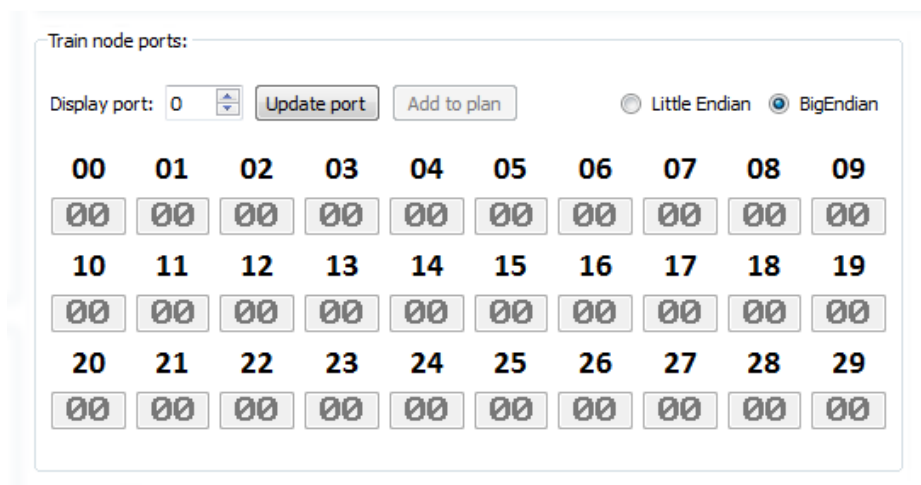 Train node ports:
Display port: 0 Update port Add to plan Little Endian BigEndian
00 01 02 03 04 05 06 07 08 09
00 00 00 00 00 00 00 00 00 00
10 11 12 13 14 15 16 17 18 19
00 00 00 00 00 00 00 00 00 00
20 21 22 23 24 25 26 27 28 29
00 00 00 00 00 00 00 00 00 00